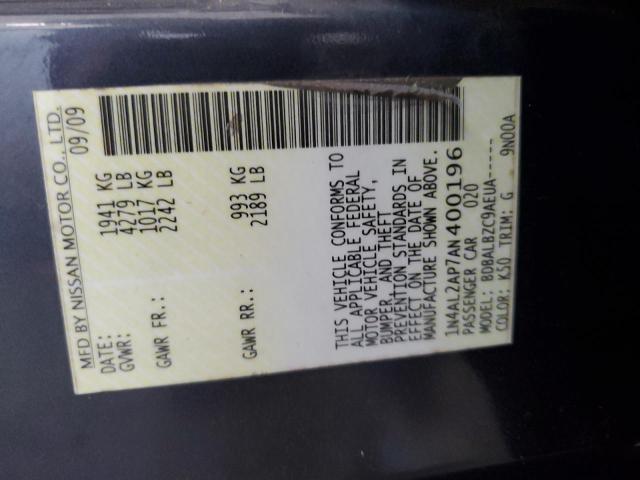 MFD BY NISSAN MOTOR CO., LTD.
DATE: 09/09
GVWR: 1941 KG
4279 LB
GAWR FR.: 1017 KG
2242 LB
GAWR RR.: 993 KG
2189 LB
THIS VEHICLE CONFORMS TO
ALL APPLICABLE FEDERAL
MOTOR VEHICLE SAFETY,
BUMPER, AND THEFT
PREVENTION STANDARDS IN
EFFECT ON THE DATE OF
MANUFACTURE SHOWN ABOVE.
1N4AL2AP7AN400196
PASSENGER CAR 020
MODEL: BDBALBZC9AEUA-----
COLOR: K50 TRIM: G 9N00A